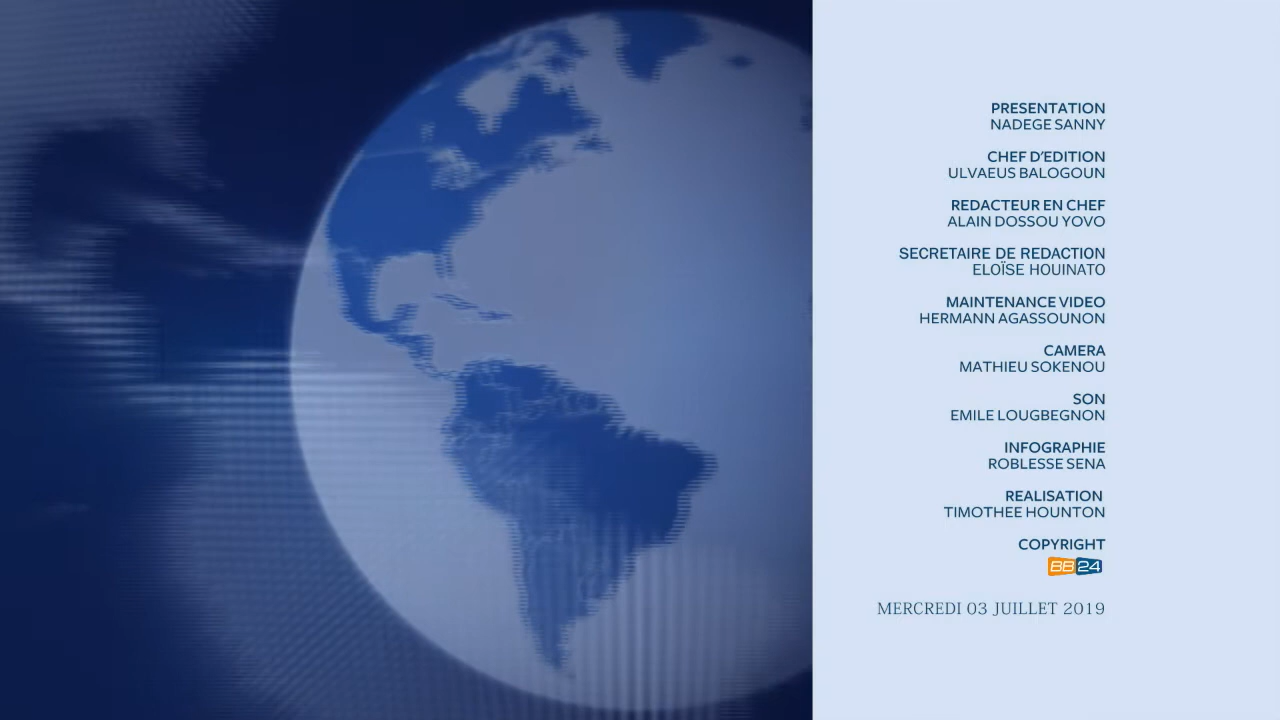 PRESENTATION
NADEGE SANNY
CHEF D'EDITION
ULVAEUS BALOGOUN
REDACTEUR EN CHEF
ALAIN DOSSOU YOVO
SECRETAIRE DE REDACTION
ELOÏSE HOUINATO
MAINTENANCE VIDEO
HERMANN AGASSOUNON
CAMERA
MATHIEU SOKENOU
SON
EMILE LOUGBEGNON
INFOGRAPHIE
ROBLESSE SENA
REALISATION
TIMOTHEE HOUNTON
COPYRIGHT
BB24
MERCREDI 03 JUILLET 2019